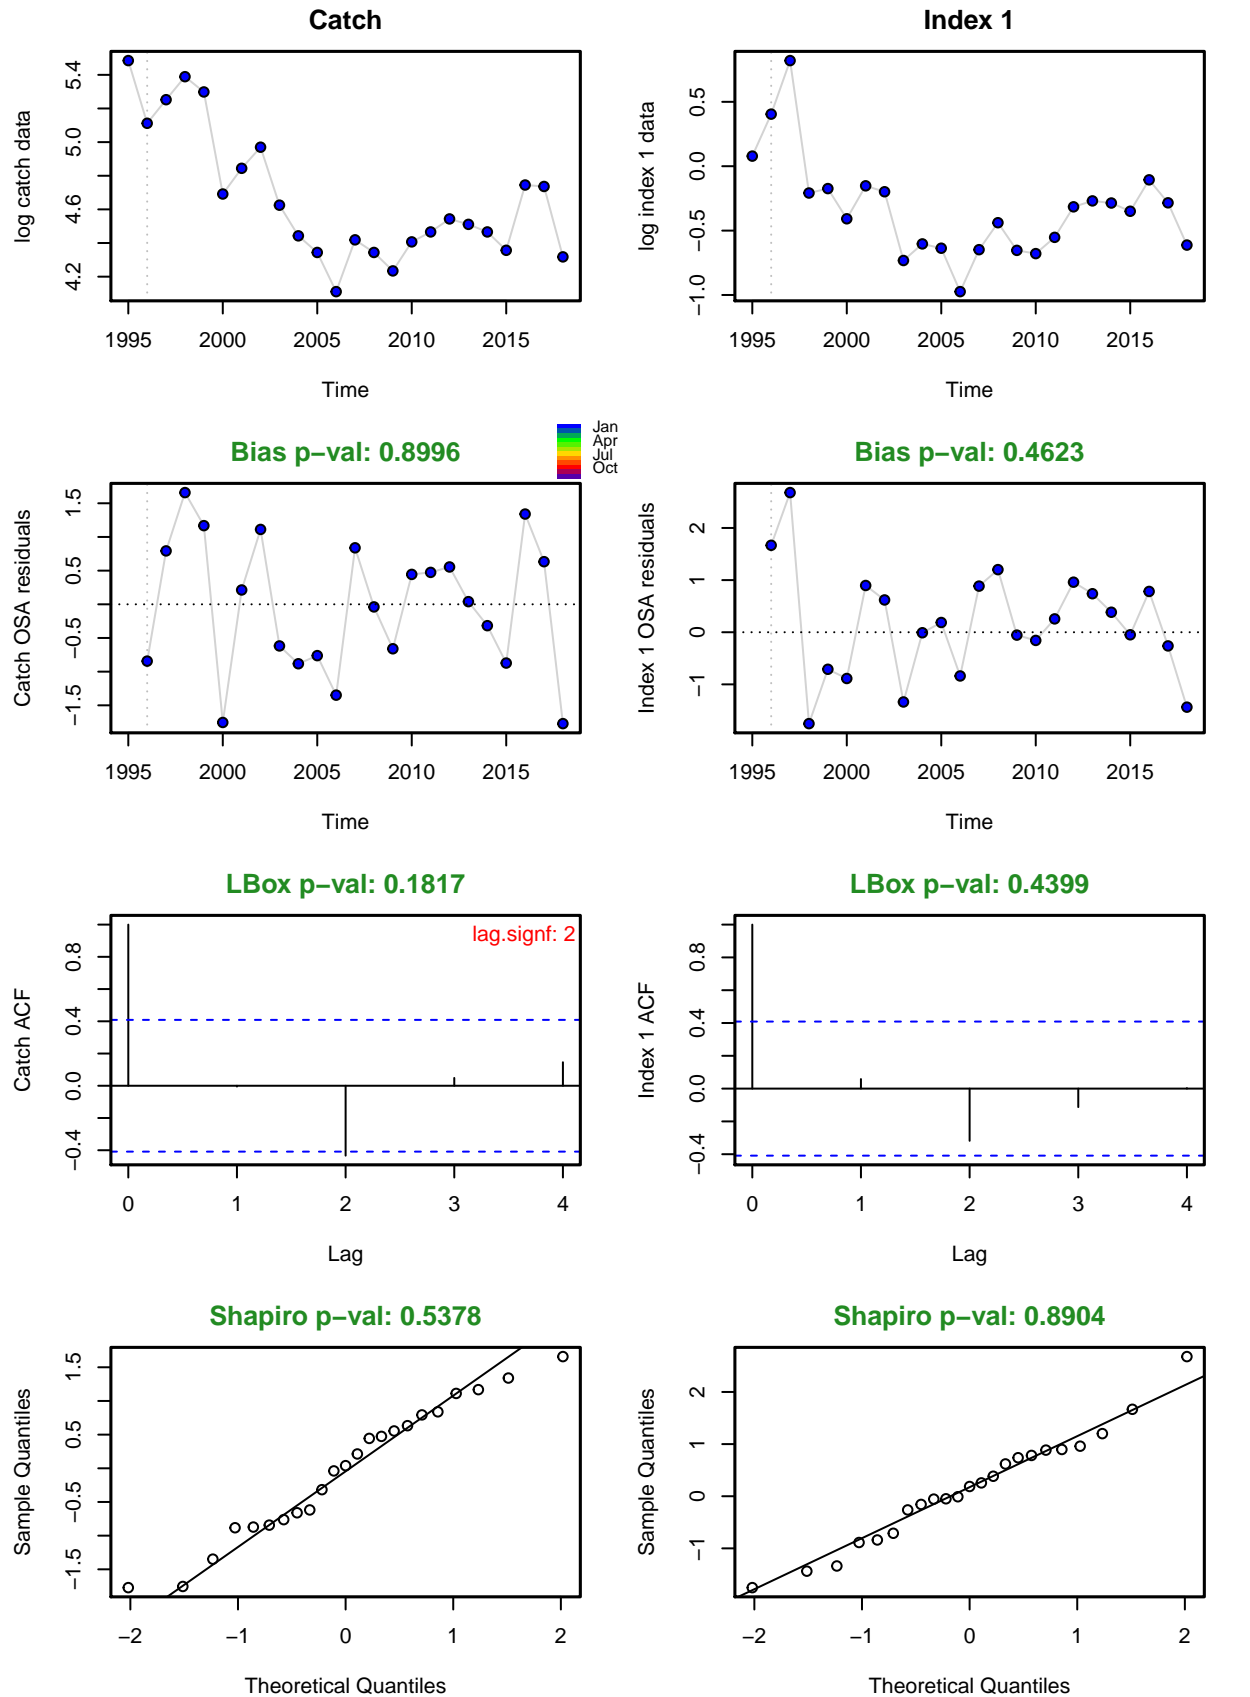 Catch
log catch data
4.2 4.6 5.0 5.4
1995 2000 2005 2010 2015
Time
Index 1
log index 1 data
−1.0 −0.5 0.0 0.5
1995 2000 2005 2010 2015
Time
Bias p−val: 0.8996
Jan
Apr
Jul
Oct
Catch OSA residuals
−1.5 −0.5 0.5 1.5
1995 2000 2005 2010 2015
Time
Bias p−val: 0.4623
Index 1 OSA residuals
−1 0 1 2
1995 2000 2005 2010 2015
Time
LBox p−val: 0.1817
lag.signf: 2
Catch ACF
−0.4 0.0 0.4 0.8
0 1 2 3 4
Lag
LBox p−val: 0.4399
Index 1 ACF
−0.4 0.0 0.4 0.8
0 1 2 3 4
Lag
Shapiro p−val: 0.5378
Sample Quantiles
−1.5 −0.5 0.5 1.5
−2 −1 0 1 2
Theoretical Quantiles
Shapiro p−val: 0.8904
Sample Quantiles
−1 0 1 2
−2 −1 0 1 2
Theoretical Quantiles